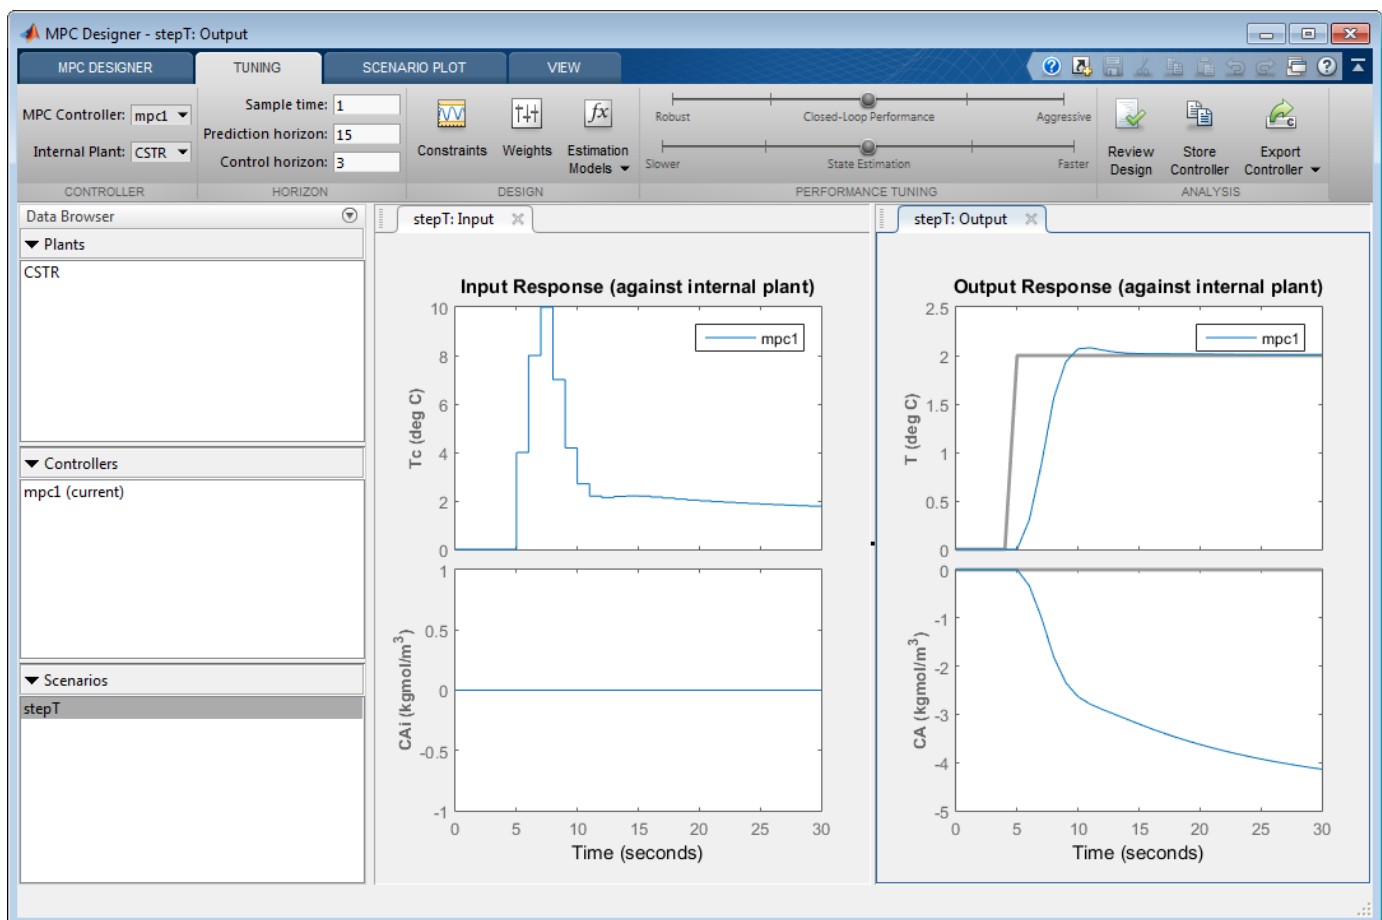 MPC Designer - stepT: Output
MPC DESIGNER TUNING SCENARIO PLOT VIEW
MPC Controller: mpc1
Internal Plant: CSTR
CONTROLLER
Sample time: 1
Prediction horizon: 15
Control horizon: 3
HORIZON
Constraints
Weights
fx
Estimation
Models
DESIGN
Robust Closed-Loop Performance Aggressive
Slower State Estimation Faster
PERFORMANCE TUNING
Review
Design
Store
Controller
Export
Controller
ANALYSIS
Data Browser
Plants
CSTR
Controllers
mpc1 (current)
Scenarios
stepT
stepT: Input
Input Response (against internal plant)
mpc1
Tc (deg C)
10
8
6
4
2
0
CAi (kgmol/m³)
1
0.5
0
-0.5
-1
0 5 10 15 20 25 30
Time (seconds)
stepT: Output
Output Response (against internal plant)
mpc1
T (deg C)
2.5
2
1.5
1
0.5
0
CA (kgmol/m³)
0
-1
-2
-3
-4
-5
0 5 10 15 20 25 30
Time (seconds)